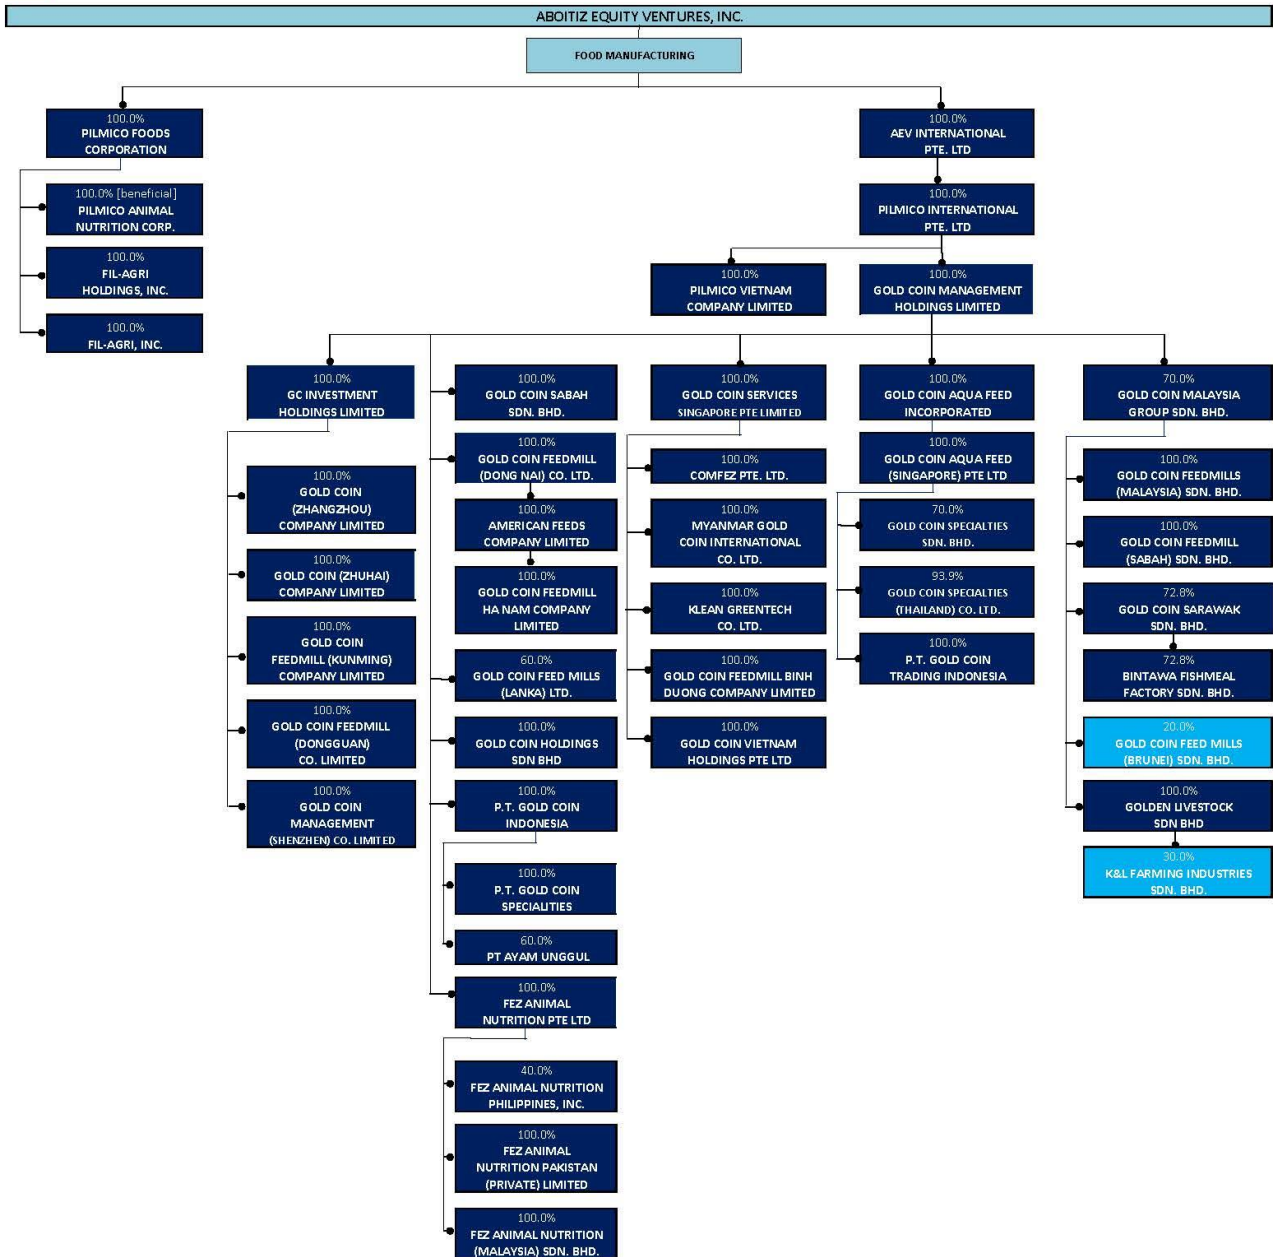 ABOITIZ EQUITY VENTURES, INC.
FOOD MANUFACTURING
100.0%
PILMICO FOODS
CORPORATION
100.0% [beneficial]
PILMICO ANIMAL
NUTRITION CORP.
100.0%
FIL-AGRI
HOLDINGS, INC.
100.0%
FIL-AGRI, INC.
100.0%
AEV INTERNATIONAL
PTE. LTD
100.0%
PILMICO INTERNATIONAL
PTE. LTD
100.0%
PILMICO VIETNAM
COMPANY LIMITED
100.0%
GOLD COIN MANAGEMENT
HOLDINGS LIMITED
100.0%
GC INVESTMENT
HOLDINGS LIMITED
100.0%
GOLD COIN
(ZHANGZHOU)
COMPANY LIMITED
100.0%
GOLD COIN (ZHUHAI)
COMPANY LIMITED
100.0%
GOLD COIN
FEEDMILL (KUNMING)
COMPANY LIMITED
100.0%
GOLD COIN FEEDMILL
(DONGGUAN)
CO. LIMITED
100.0%
GOLD COIN
MANAGEMENT
(SHENZHEN) CO. LIMITED
100.0%
GOLD COIN SABAH
SDN. BHD.
100.0%
GOLD COIN FEEDMILL
(DONG NAI) CO. LTD.
100.0%
AMERICAN FEEDS
COMPANY LIMITED
100.0%
GOLD COIN FEEDMILL
HA NAM COMPANY
LIMITED
60.0%
GOLD COIN FEED MILLS
(LANKA) LTD.
100.0%
GOLD COIN HOLDINGS
SDN BHD
100.0%
P.T. GOLD COIN
INDONESIA
100.0%
P.T. GOLD COIN
SPECIALITIES
60.0%
PT AYAM UNGGUL
100.0%
FEZ ANIMAL
NUTRITION PTE LTD
40.0%
FEZ ANIMAL NUTRITION
PHILIPPINES, INC.
100.0%
FEZ ANIMAL
NUTRITION PAKISTAN
(PRIVATE) LIMITED
100.0%
FEZ ANIMAL NUTRITION
(MALAYSIA) SDN. BHD.
100.0%
GOLD COIN SERVICES
SINGAPORE PTE LIMITED
100.0%
COMFEZ PTE. LTD.
100.0%
MYANMAR GOLD
COIN INTERNATIONAL
CO. LTD.
100.0%
KLEAN GREENTECH
CO. LTD.
100.0%
GOLD COIN FEEDMILL BINH
DUONG COMPANY LIMITED
100.0%
GOLD COIN VIETNAM
HOLDINGS PTE LTD
100.0%
GOLD COIN AQUA FEED
INCORPORATED
100.0%
GOLD COIN AQUA FEED
(SINGAPORE) PTE LTD
70.0%
GOLD COIN SPECIALTIES
SDN. BHD.
93.9%
GOLD COIN SPECIALTIES
(THAILAND) CO. LTD.
100.0%
P.T. GOLD COIN
TRADING INDONESIA
70.0%
GOLD COIN MALAYSIA
GROUP SDN. BHD.
100.0%
GOLD COIN FEEDMILLS
(MALAYSIA) SDN. BHD.
100.0%
GOLD COIN FEEDMILL
(SABAH) SDN. BHD.
72.8%
GOLD COIN SARAWAK
SDN. BHD.
72.8%
BINTAWA FISHMEAL
FACTORY SDN. BHD.
20.0%
GOLD COIN FEED MILLS
(BRUNEI) SDN. BHD.
100.0%
GOLDEN LIVESTOCK
SDN BHD
30.0%
K&L FARMING INDUSTRIES
SDN. BHD.